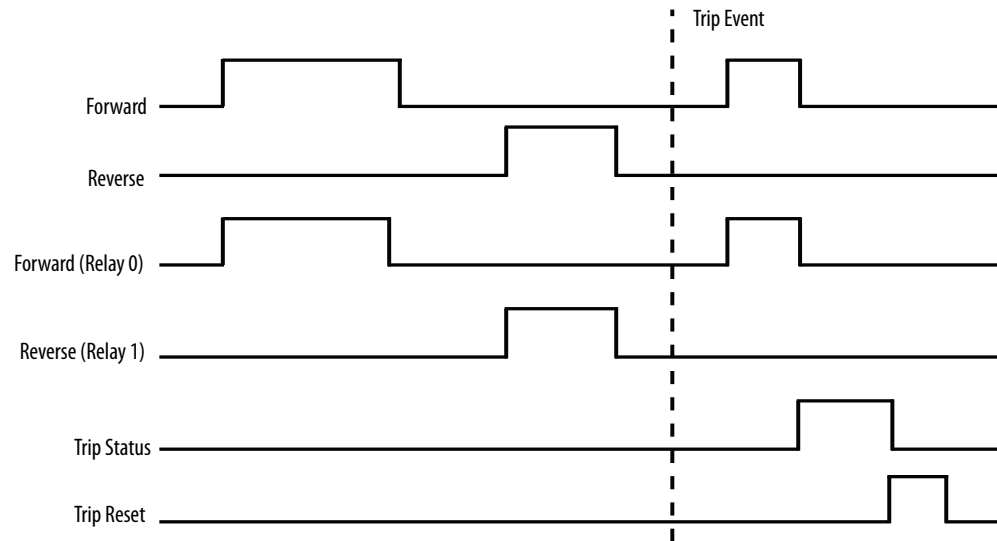 Trip Event
Forward
Reverse
Forward (Relay 0)
Reverse (Relay 1)
Trip Status
Trip Reset